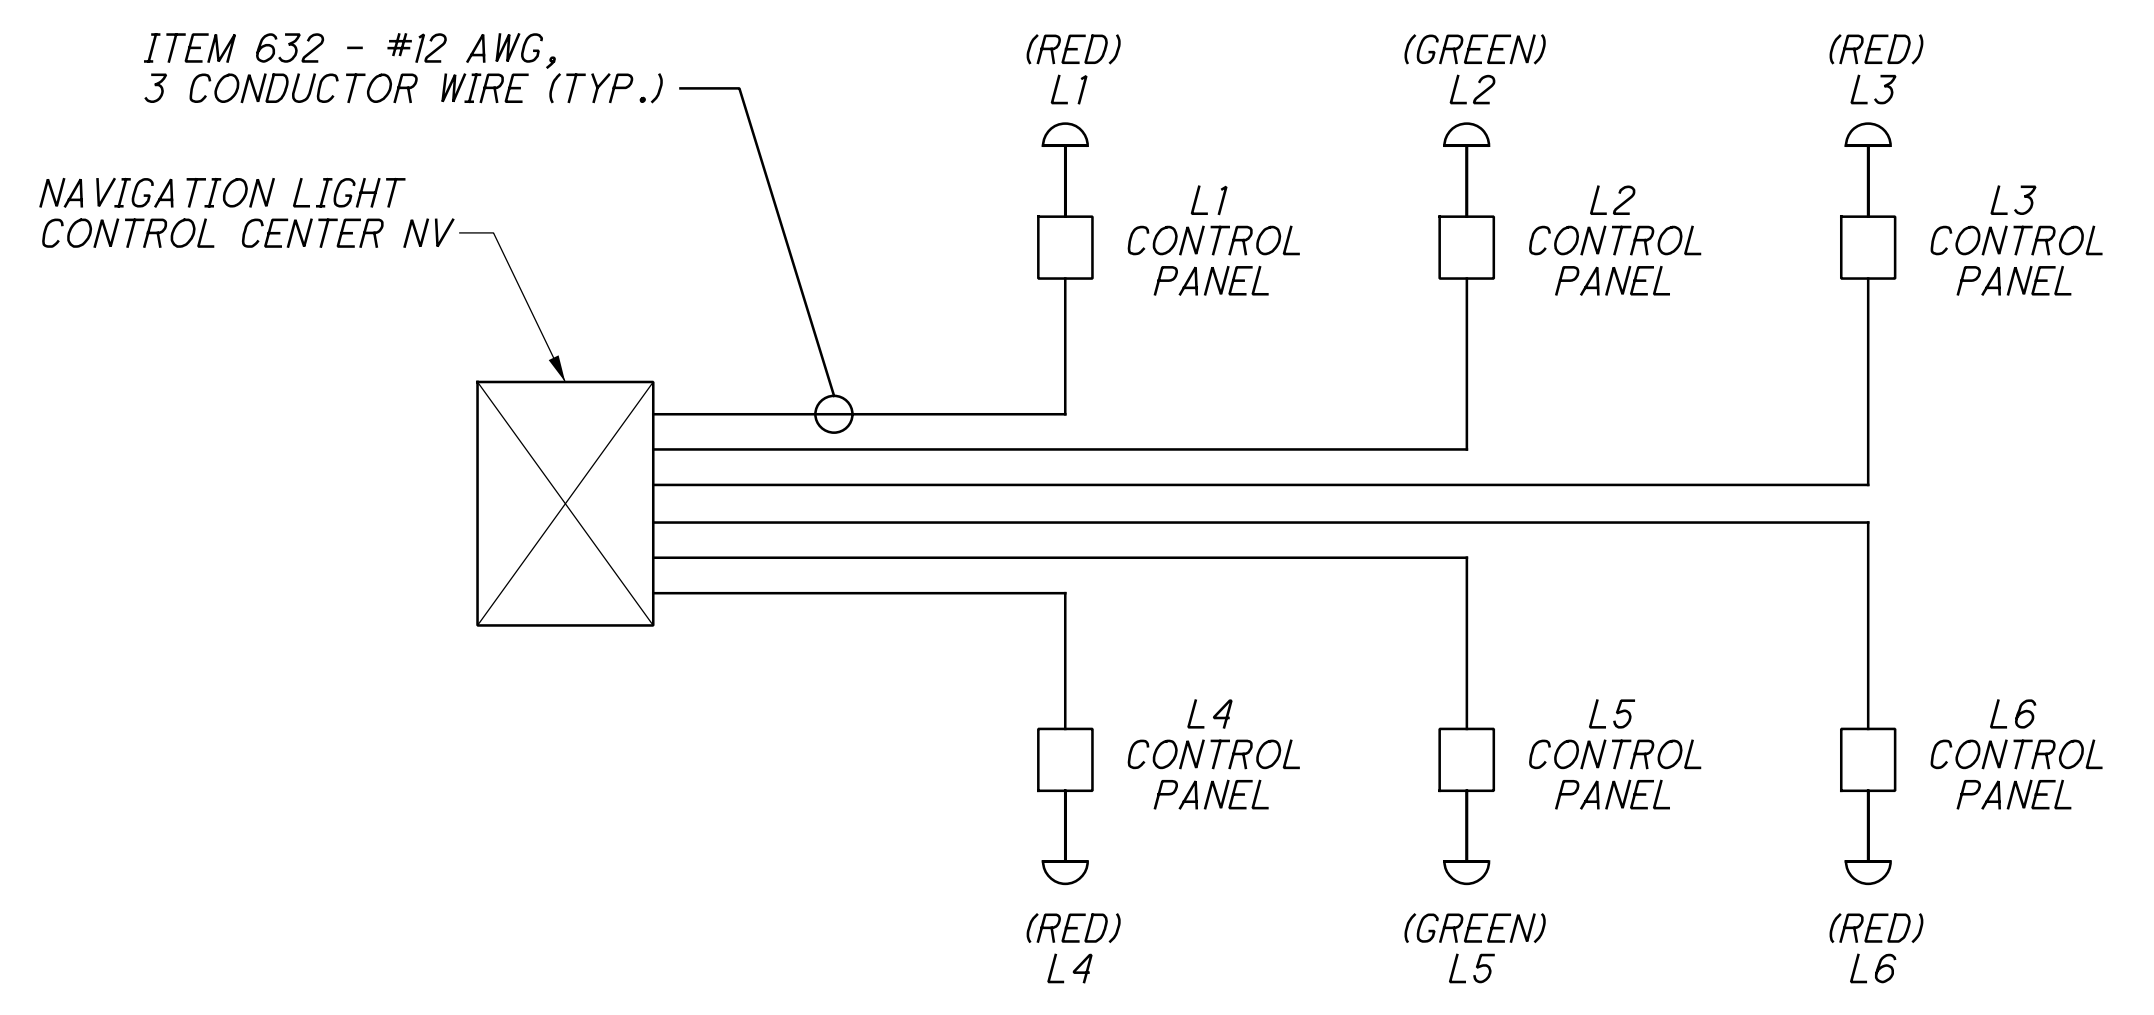 ITEM 632 - #12 AWG,
3 CONDUCTOR WIRE (TYP.)
NAVIGATION LIGHT
CONTROL CENTER NV
(RED)
L1
(GREEN)
L2
(RED)
L3
L1
CONTROL
PANEL
L2
CONTROL
PANEL
L3
CONTROL
PANEL
L4
CONTROL
PANEL
L5
CONTROL
PANEL
L6
CONTROL
PANEL
(RED)
L4
(GREEN)
L5
(RED)
L6